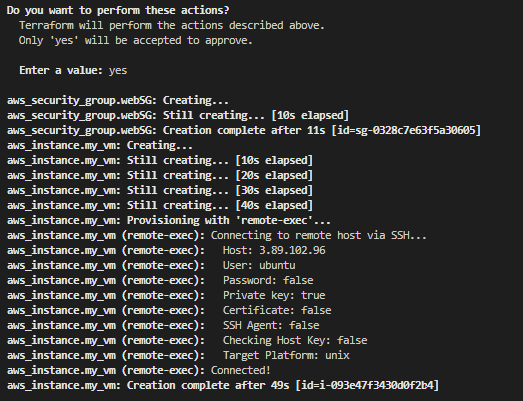 Do you want to perform these actions?
Terraform will perform the actions described above.
Only 'yes' will be accepted to approve.
Enter a value: yes
aws_security_group.webSG: Creating...
aws_security_group.webSG: Still creating... [10s elapsed]
aws_security_group.webSG: Creation complete after 11s [id=sg-0328c7e63f5a30605]
aws_instance.my_vm: Creating...
aws_instance.my_vm: Still creating... [10s elapsed]
aws_instance.my_vm: Still creating... [20s elapsed]
aws_instance.my_vm: Still creating... [30s elapsed]
aws_instance.my_vm: Still creating... [40s elapsed]
aws_instance.my_vm: Provisioning with 'remote-exec'...
aws_instance.my_vm (remote-exec): Connecting to remote host via SSH...
aws_instance.my_vm (remote-exec):   Host: 3.89.102.96
aws_instance.my_vm (remote-exec):   User: ubuntu
aws_instance.my_vm (remote-exec):   Password: false
aws_instance.my_vm (remote-exec):   Private key: true
aws_instance.my_vm (remote-exec):   Certificate: false
aws_instance.my_vm (remote-exec):   SSH Agent: false
aws_instance.my_vm (remote-exec):   Checking Host Key: false
aws_instance.my_vm (remote-exec):   Target Platform: unix
aws_instance.my_vm (remote-exec): Connected!
aws_instance.my_vm: Creation complete after 49s [id=i-093e47f3430d0f2b4]